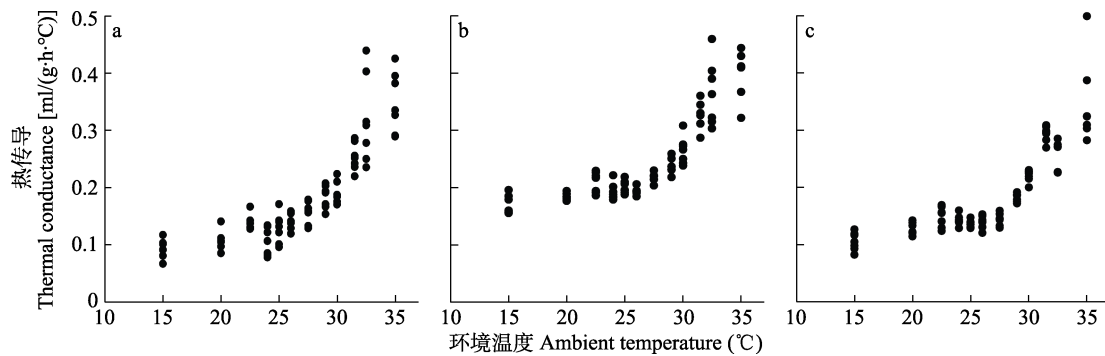 热传导
Thermal conductance [ml/(g·h·℃)]
0.5
0.4
0.3
0.2
0.1
0
a
b
c
10 15 20 25 30 35
10 15 20 25 30 35
10 15 20 25 30 35
环境温度 Ambient temperature (℃)